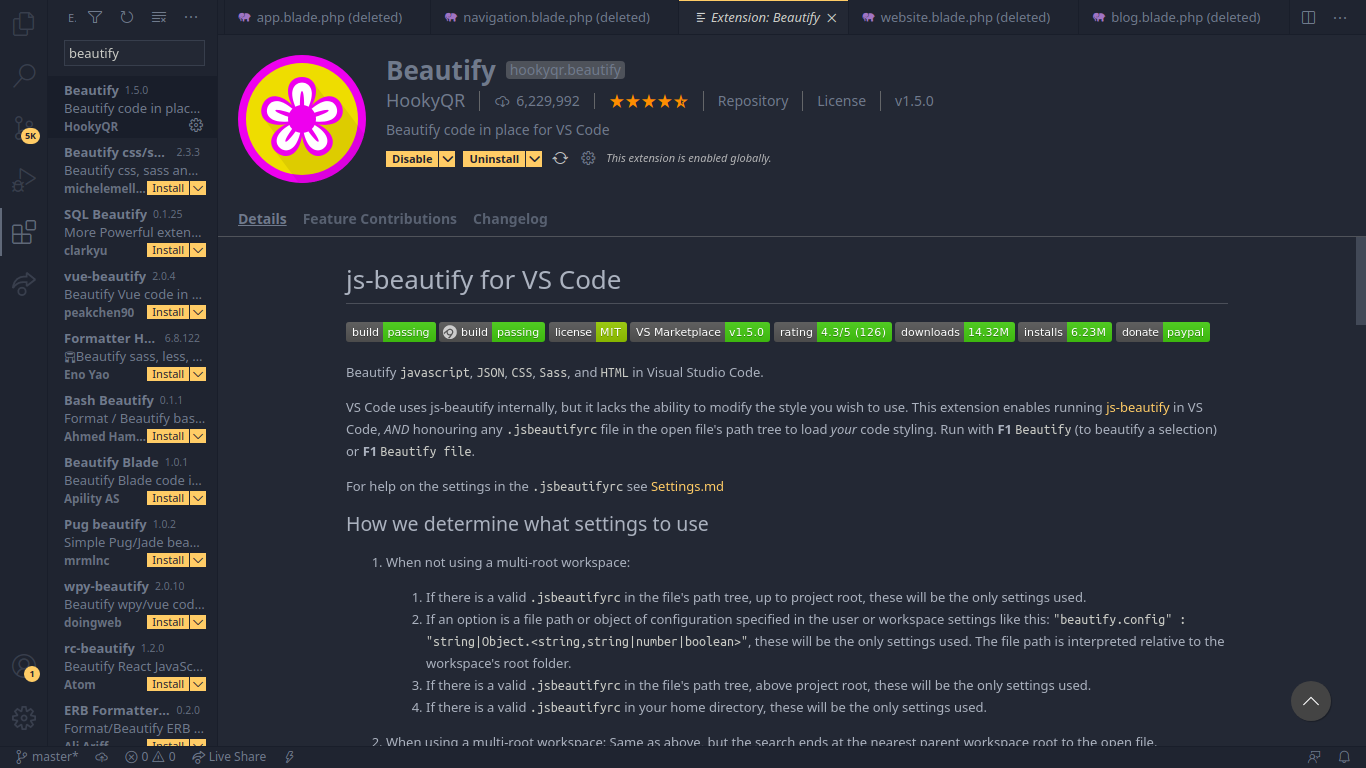 E.
app.blade.php (deleted)
navigation.blade.php (deleted)
Extension: Beautify
website.blade.php (deleted)
blog.blade.php (deleted)
beautify
5K
1
Beautify 1.5.0
Beautify code in plac...
HookyQR
Beautify css/s... 2.3.3
Beautify css, sass an...
michelemell... Install
SQL Beautify 0.1.25
More Powerful exten...
clarkyu Install
vue-beautify 2.0.4
Beautify Vue code in ...
peakchen90 Install
Formatter H... 6.8.122
Beautify sass, less, ...
Eno Yao Install
Bash Beautify 0.1.1
Format / Beautify bas...
Ahmed Ham... Install
Beautify Blade 1.0.1
Beautify Blade code i...
Apility AS Install
Pug beautify 1.0.2
Simple Pug/Jade bea...
mrmlnc Install
wpy-beautify 2.0.10
Beautify wpy/vue cod...
doingweb Install
rc-beautify 1.2.0
Beautify React JavaSc...
Atom Install
ERB Formatter... 0.2.0
Format/Beautify ERB ...
Ali Ariff Install
Beautify hookyqr.beautify
HookyQR 6,229,992 Repository License v1.5.0
Beautify code in place for VS Code
Disable Uninstall This extension is enabled globally.
Details Feature Contributions Changelog
js-beautify for VS Code
build passing build passing license MIT VS Marketplace v1.5.0 rating 4.3/5 (126) downloads 14.32M installs 6.23M donate paypal
Beautify javascript, JSON, CSS, Sass, and HTML in Visual Studio Code.
VS Code uses js-beautify internally, but it lacks the ability to modify the style you wish to use. This extension enables running js-beautify in VS
Code, AND honouring any .jsbeautifyrc file in the open file's path tree to load your code styling. Run with F1 Beautify (to beautify a selection)
or F1 Beautify file.
For help on the settings in the .jsbeautifyrc see Settings.md
How we determine what settings to use
1. When not using a multi-root workspace:
1. If there is a valid .jsbeautifyrc in the file's path tree, up to project root, these will be the only settings used.
2. If an option is a file path or object of configuration specified in the user or workspace settings like this: "beautify.config" :
"string|Object.<string,string|number|boolean>", these will be the only settings used. The file path is interpreted relative to the
workspace's root folder.
3. If there is a valid .jsbeautifyrc in the file's path tree, above project root, these will be the only settings used.
4. If there is a valid .jsbeautifyrc in your home directory, these will be the only settings used.
2. When using a multi-root workspace: Same as above, but the search ends at the nearest parent workspace root to the open file.
master* 0 0 Live Share